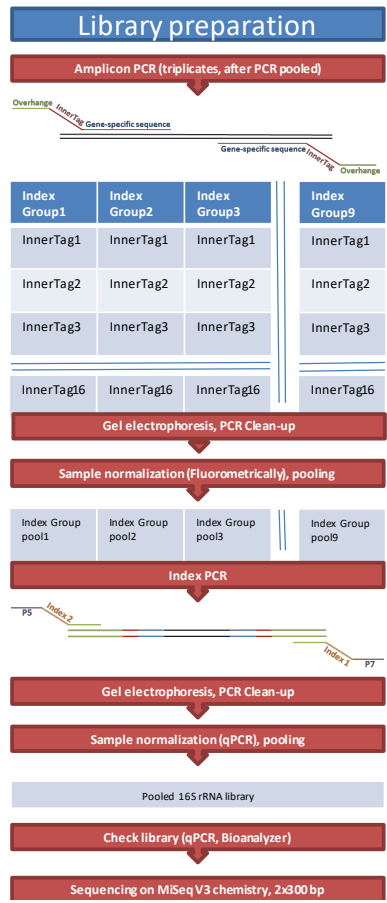 Library preparation
Amplicon PCR (triplicates, after PCR pooled)
Overhange
InnerTag
Gene-specific sequence
Gene-specific sequence
InnerTag
Overhange
Index Group1 Index Group2 Index Group3 Index Group9
InnerTag1 InnerTag1 InnerTag1 InnerTag1
InnerTag2 InnerTag2 InnerTag2 InnerTag2
InnerTag3 InnerTag3 InnerTag3 InnerTag3
InnerTag16 InnerTag16 InnerTag16 InnerTag16
Gel electrophoresis, PCR Clean-up
Sample normalization (Fluorometrically), pooling
Index Group pool1 Index Group pool2 Index Group pool3 Index Group pool9
Index PCR
P5
Index 2
Index 1
P7
Gel electrophoresis, PCR Clean-up
Sample normalization (qPCR), pooling
Pooled 16S rRNA library
Check library (qPCR, Bioanalyzer)
Sequencing on MiSeq V3 chemistry, 2x300 bp